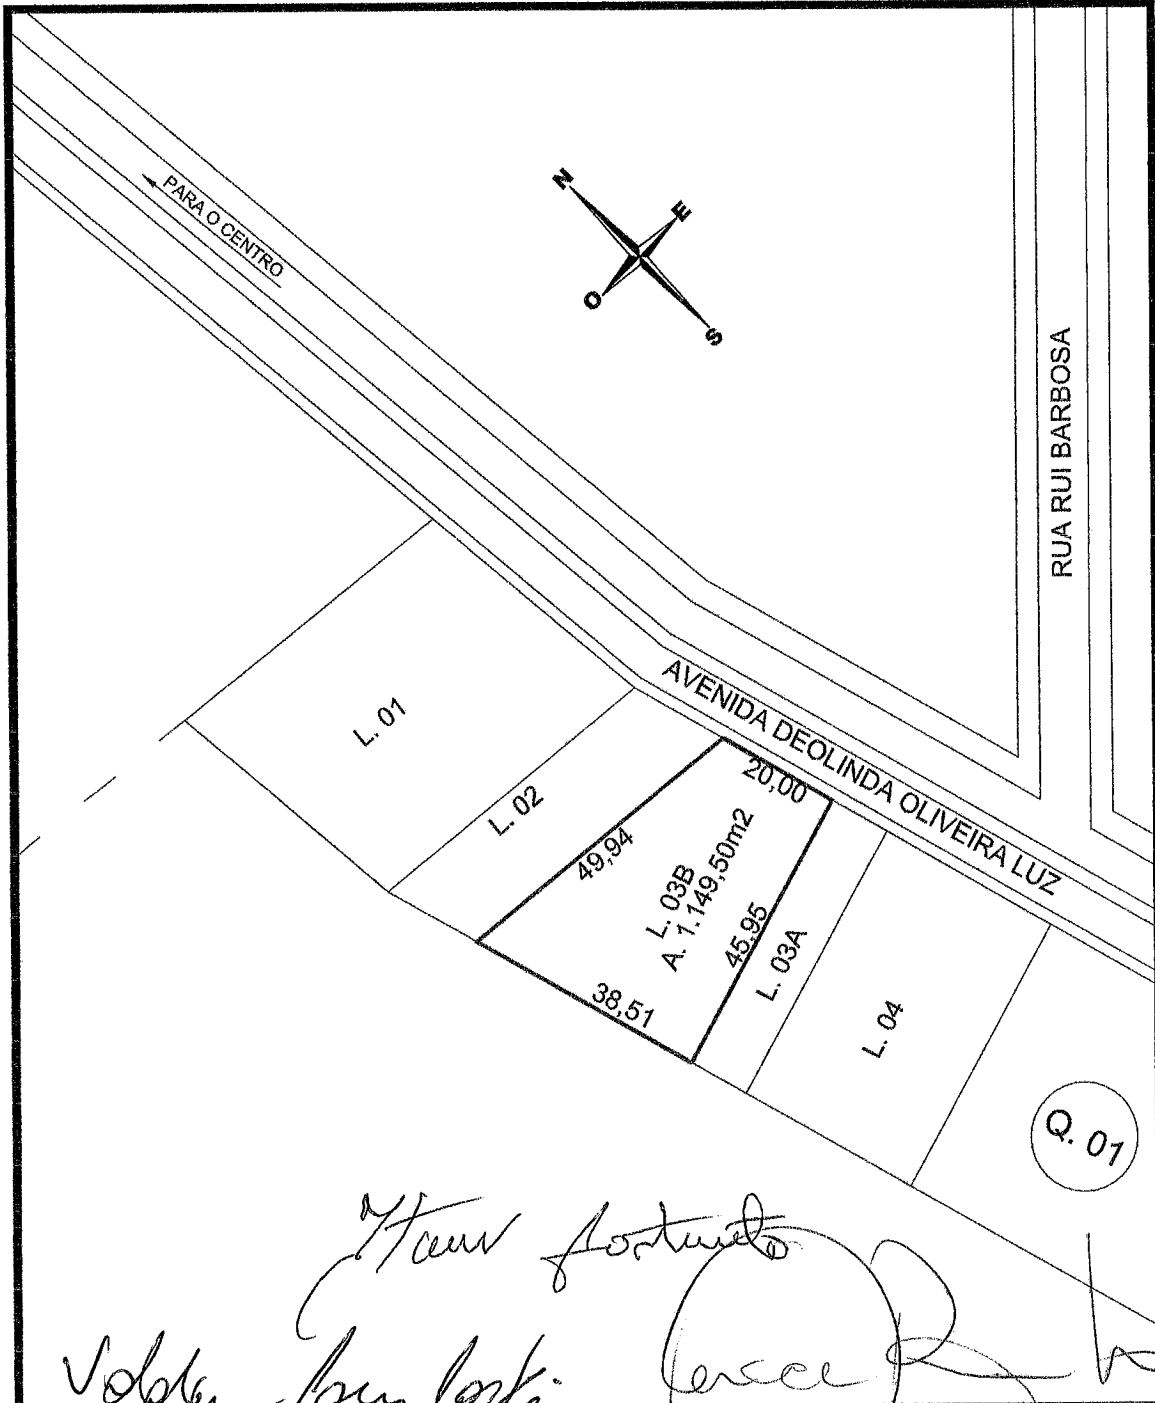 PARA O CENTRO
N
E
O
S
RUA RUI BARBOSA
AVENIDA DEOLINDA OLIVEIRA LUZ
L. 01
L. 02
20,00
49,94
L. 03B
A. 1.149,50m2
45,95
L. 03A
38,51
L. 04
Q. 01